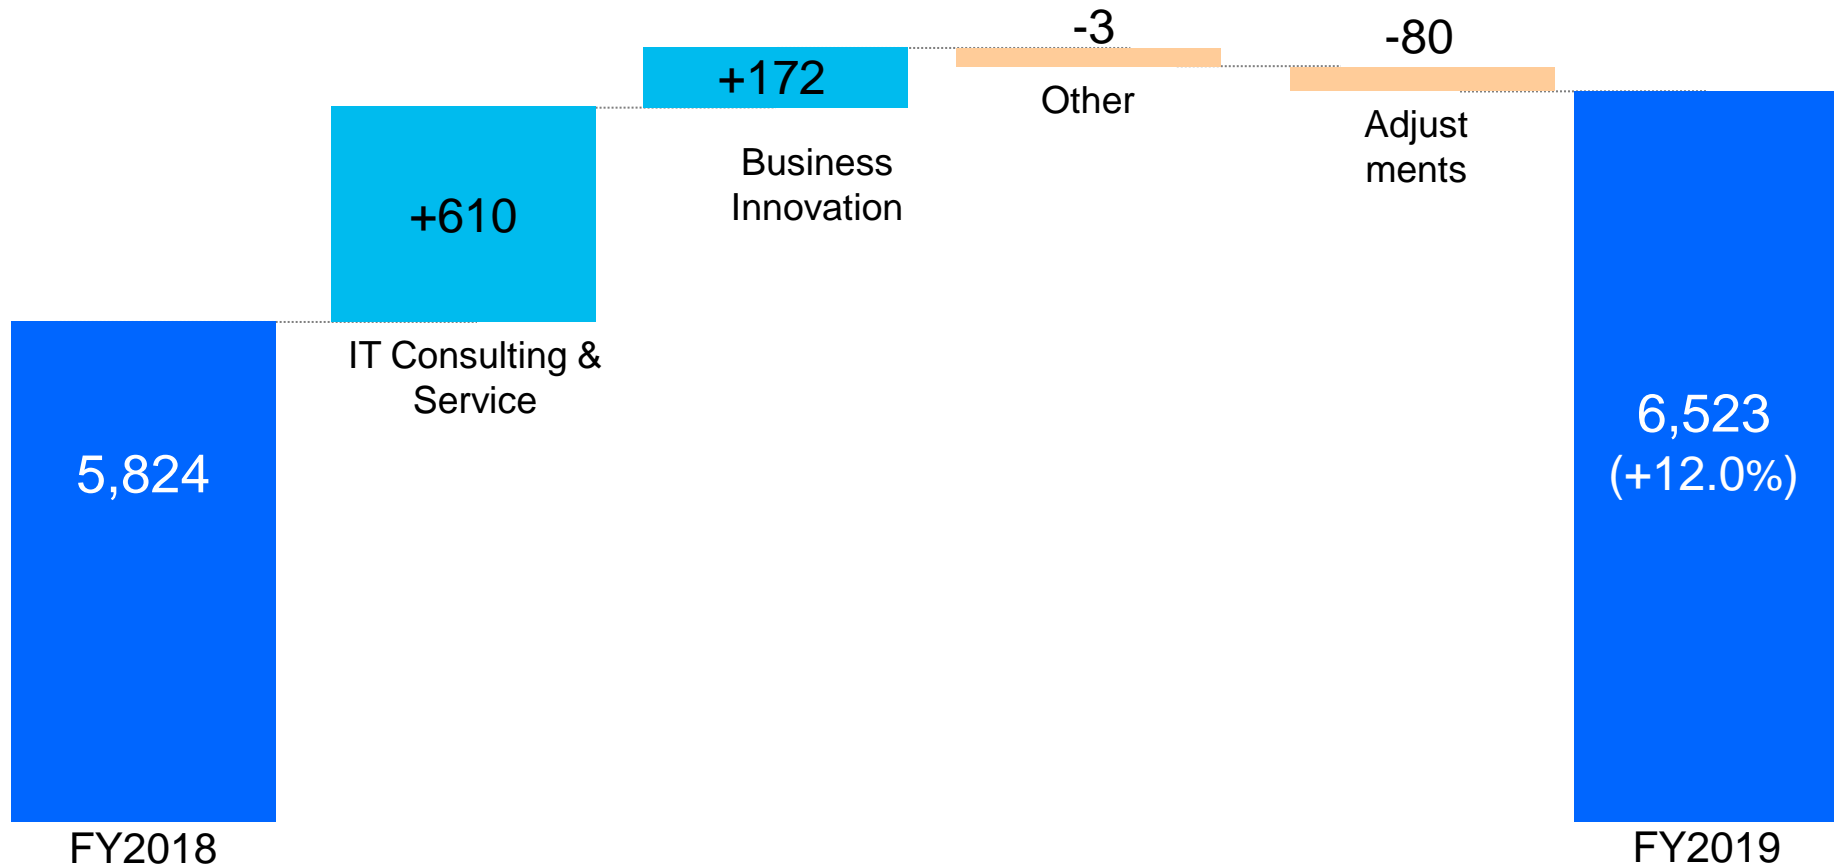 -3
-80
+172
Other
Adjust
ments
Business
Innovation
+610
IT Consulting &
Service
5,824
6,523
(+12.0%)
FY2018
FY2019